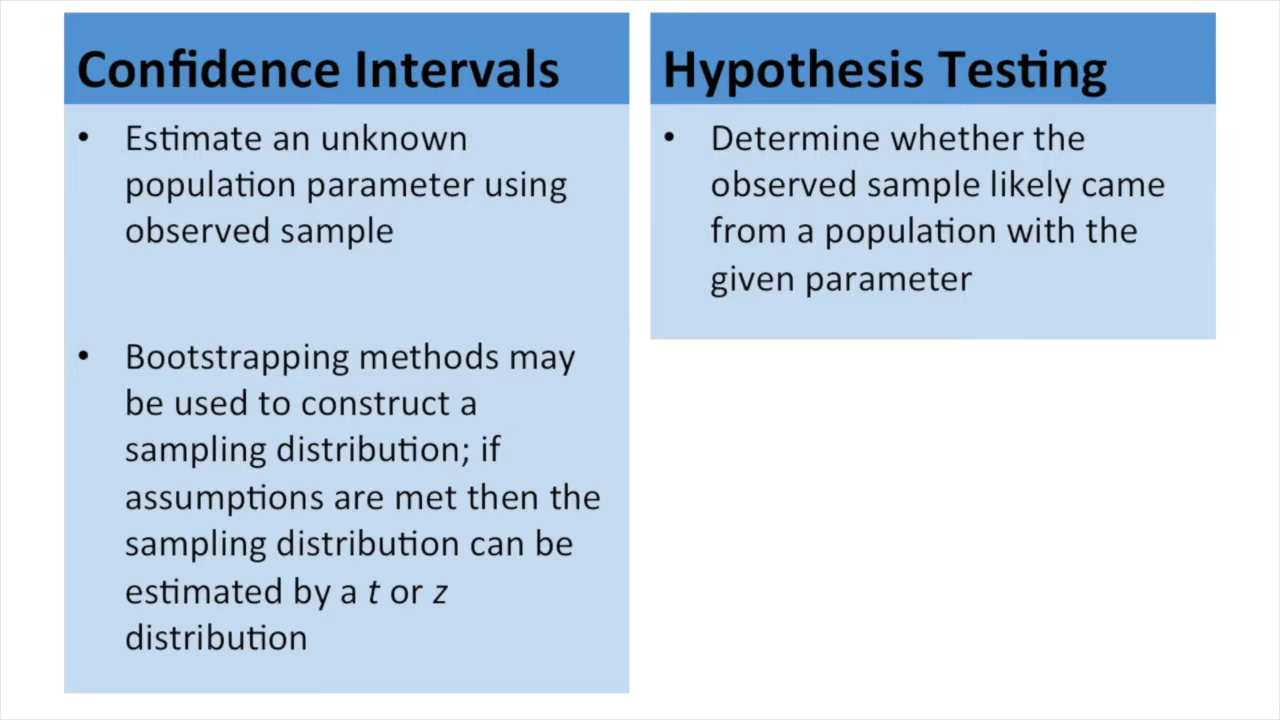 Confidence Intervals
• Estimate an unknown
population parameter using
observed sample
• Bootstrapping methods may
be used to construct a
sampling distribution; if
assumptions are met then the
sampling distribution can be
estimated by a t or z
distribution
Hypothesis Testing
• Determine whether the
observed sample likely came
from a population with the
given parameter